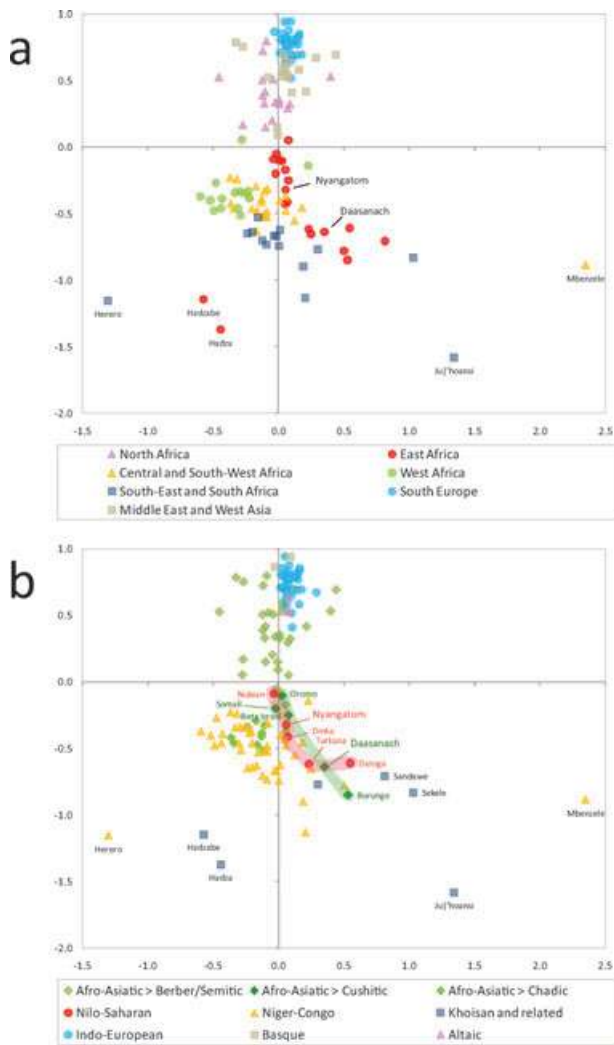 a
1.0
0.5
0.0
-0.5
-1.0
-1.5
-2.0
Nyangatom
Daasanach
Mbenzele
Herero
Hadzabe
Hadza
Ju|'hoansi
-1.5 -1.0 -0.5 0.0 0.5 1.0 1.5 2.0 2.5
North Africa East Africa
Central and South-West Africa West Africa
South-East and South Africa South Europe
Middle East and West Asia
b
1.0
0.5
0.0
-0.5
-1.0
-1.5
-2.0
Nubian Oromo
Somali
Nyangatom
Dinka
Turkana
Daasanach
Datoga
Sandawe
Burunge Sekele
Mbenzele
Herero
Hadzabe
Hadza
Ju|'hoansi
-1.5 -1.0 -0.5 0.0 0.5 1.0 1.5 2.0 2.5
Afro-Asiatic > Berber/Semitic Afro-Asiatic > Cushitic Afro-Asiatic > Chadic
Nilo-Saharan Niger-Congo Khoisan and related
Indo-European Basque Altaic